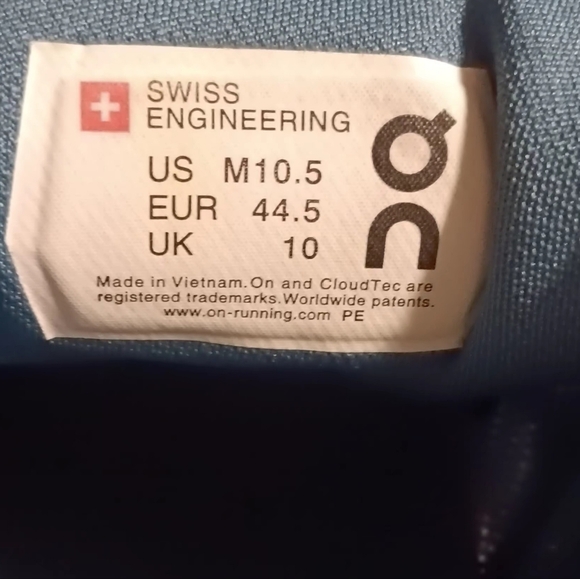 SWISS
ENGINEERING
US M10.5
EUR 44.5
UK 10
Made in Vietnam.On and CloudTec are
registered trademarks.Worldwide patents.
www.on-running.com PE
On